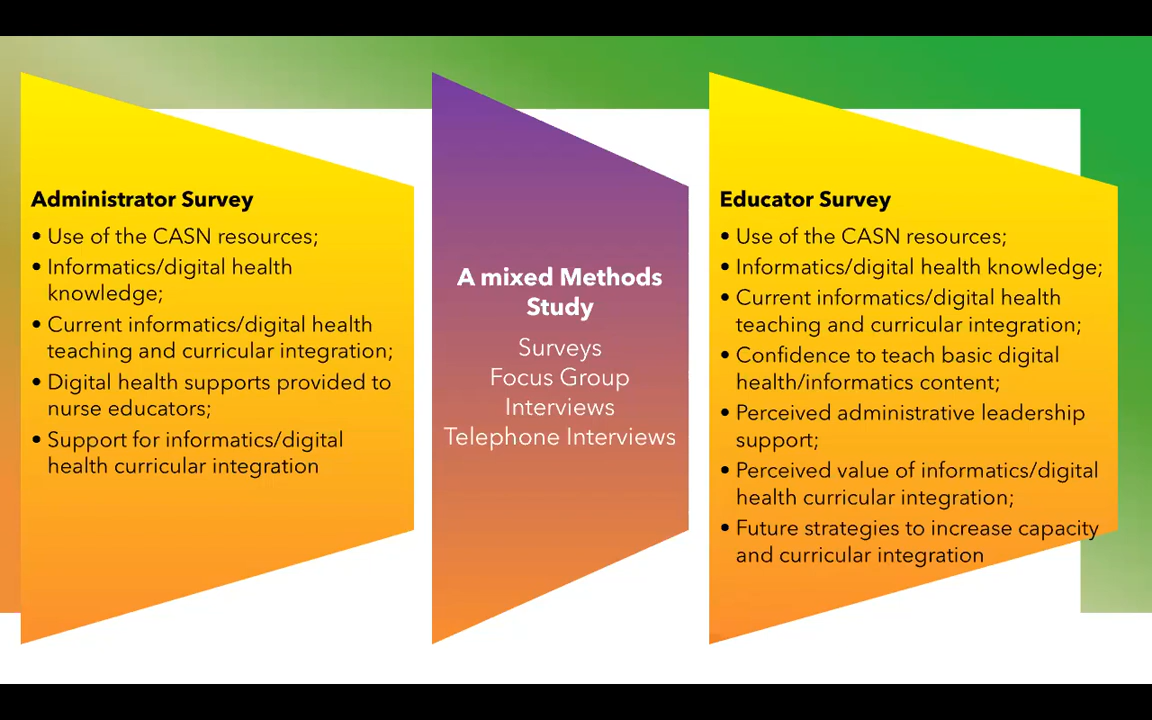 Administrator Survey
• Use of the CASN resources;
• Informatics/digital health
knowledge;
• Current informatics/digital health
teaching and curricular integration;
• Digital health supports provided to
nurse educators;
• Support for informatics/digital
health curricular integration
A mixed Methods
Study
Surveys
Focus Group
Interviews
Telephone Interviews
Educator Survey
• Use of the CASN resources;
• Informatics/digital health knowledge;
• Current informatics/digital health
teaching and curricular integration;
• Confidence to teach basic digital
health/informatics content;
• Perceived administrative leadership
support;
• Perceived value of informatics/digital
health curricular integration;
• Future strategies to increase capacity
and curricular integration